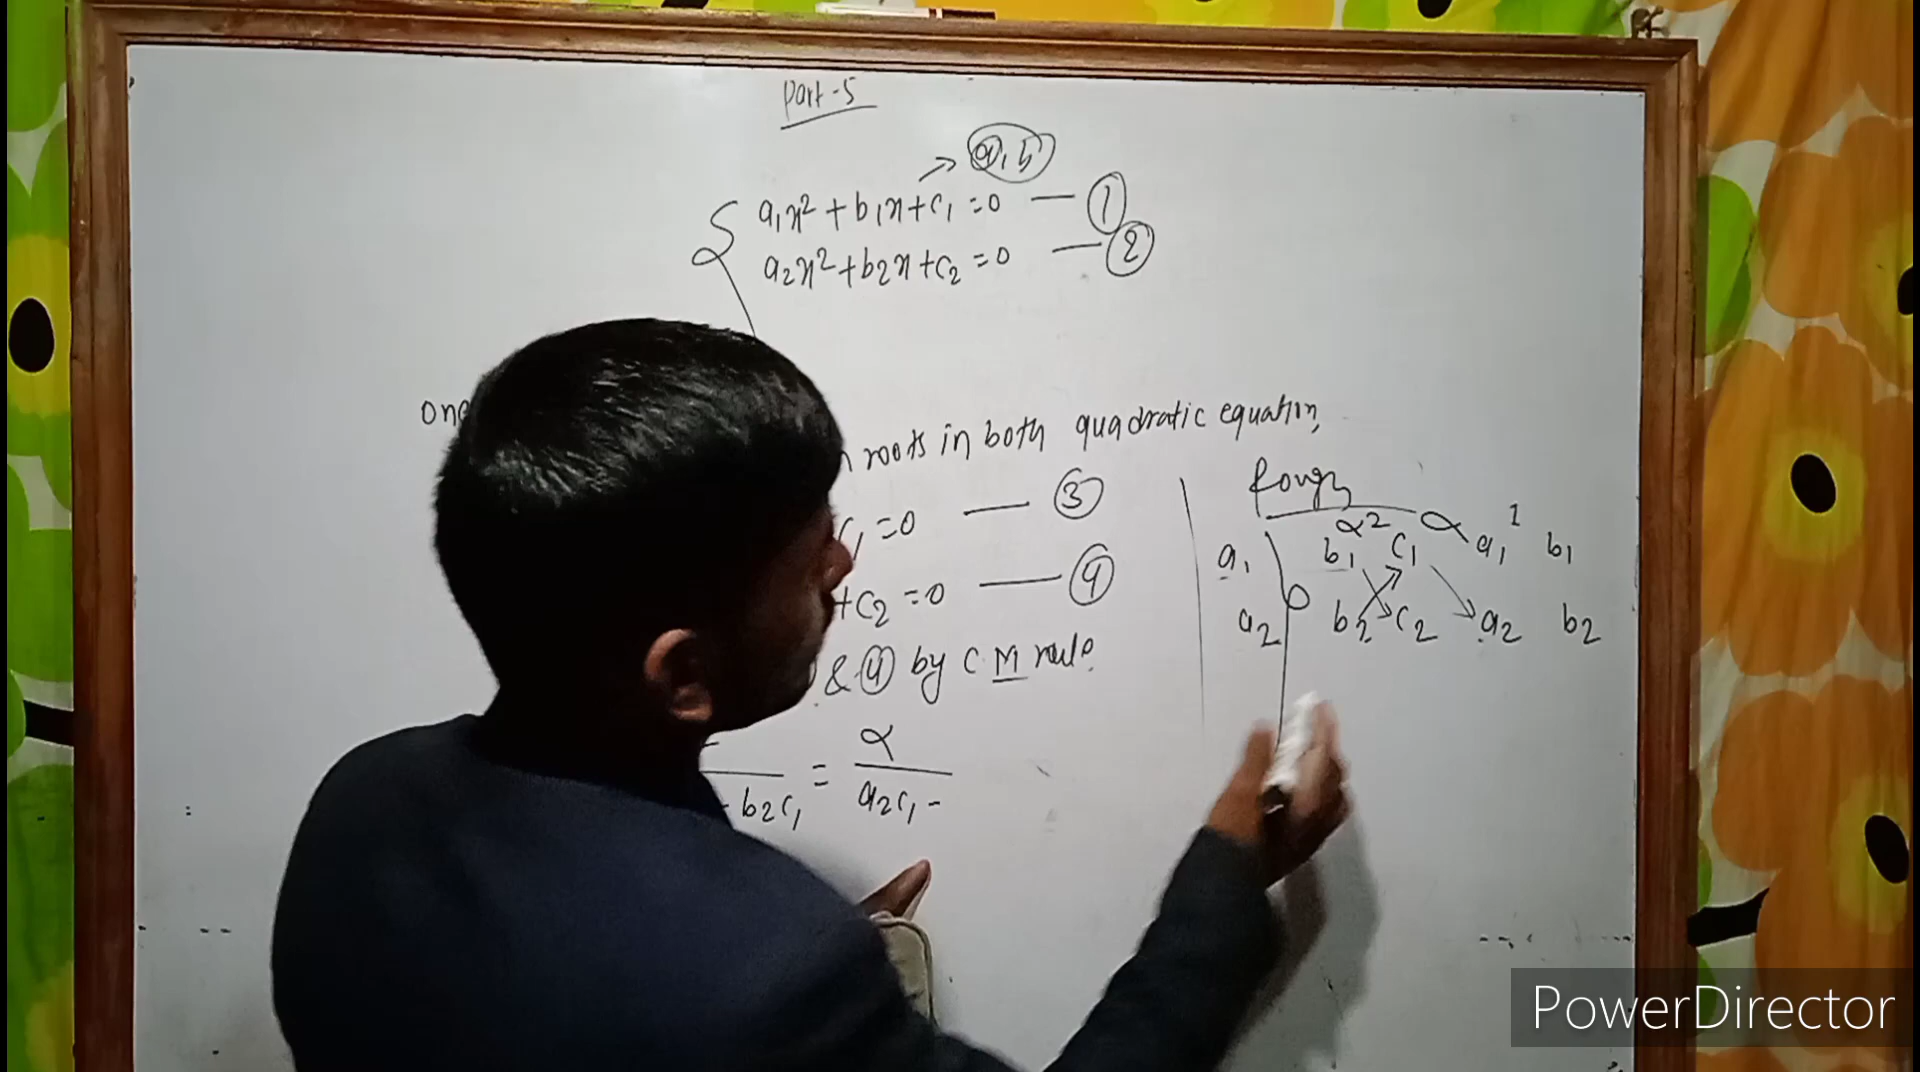 Part-5
a₁x² + b₁x + c₁ = 0 — ①
a₂x² + b₂x + c₂ = 0 — ②
one roots in both quadratic equation,
c₁ = 0 — ③
+ c₂ = 0 — ④
& ④ by C.M rule
α
- b₂c₁ = a₂c₁ -
Rough
α² α 1
a₁ b₁ c₁ a₁ b₁
a₂ b₂ c₂ a₂ b₂
PowerDirector